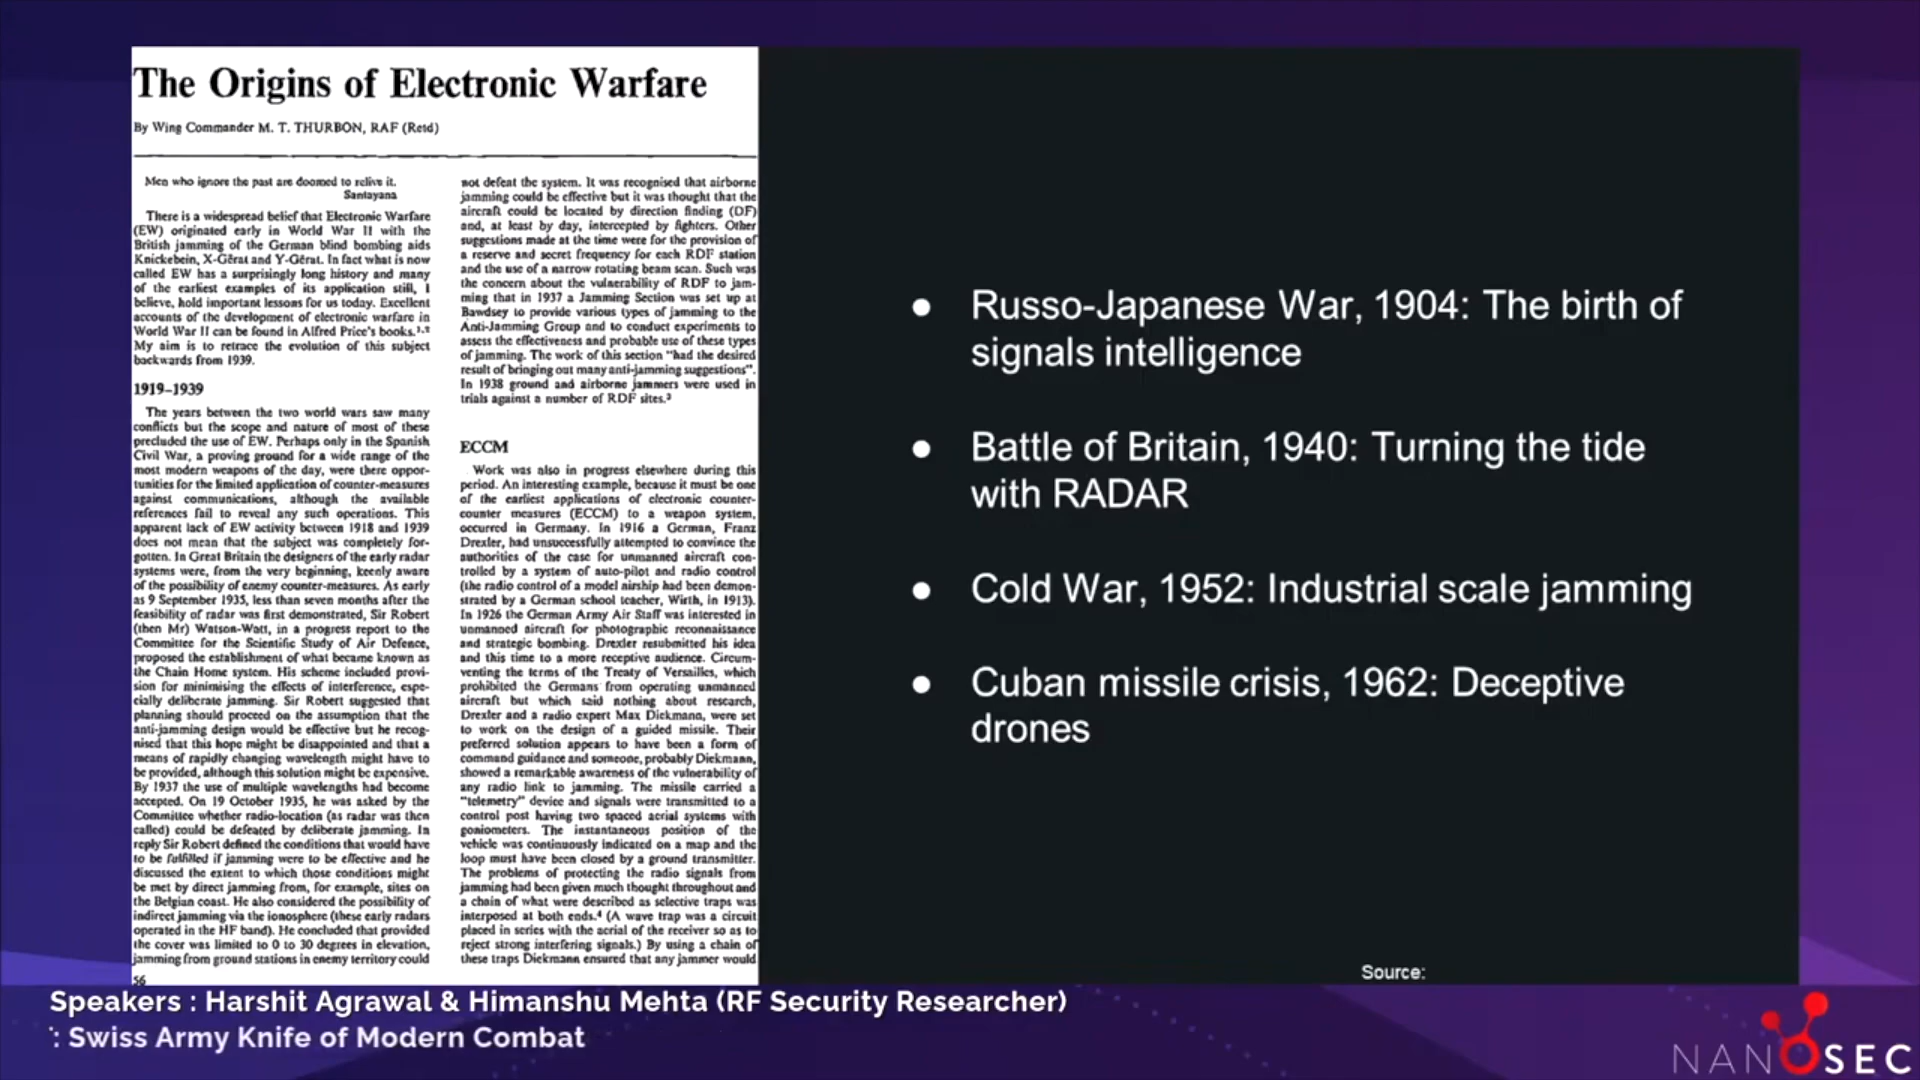 The Origins of Electronic Warfare
By Wing Commander M. T. THURBON, RAF (Retd)
Men who ignore the past are doomed to relive it.
Santayana
There is a widespread belief that Electronic Warfare
(EW) originated early in World War II with the
British jamming of the German blind bombing aids
Knickebein, X-Gērat and Y-Gērat. In fact what is now
called EW has a surprisingly long history and many
of the earliest examples of its application still, I
believe, hold important lessons for us today. Excellent
accounts of the development of electronic warfare in
World War II can be found in Alfred Price's books.¹·²
My aim is to retrace the evolution of this subject
backwards from 1939.
1919–1939
The years between the two world wars saw many
conflicts but the scope and nature of most of these
precluded the use of EW. Perhaps only in the Spanish
Civil War, a proving ground for a wide range of the
most modern weapons of the day, were there oppor-
tunities for the limited application of counter-measures
against communications, although the available
references fail to reveal any such operations. This
apparent lack of EW activity between 1918 and 1939
does not mean that the subject was completely for-
gotten. In Great Britain the designers of the early radar
systems were, from the very beginning, keenly aware
of the possibility of enemy counter-measures. As early
as 9 September 1935, less than seven months after the
feasibility of radar was first demonstrated, Sir Robert
(then Mr) Watson-Watt, in a progress report to the
Committee for the Scientific Study of Air Defence,
proposed the establishment of what became known as
the Chain Home system. His scheme included provi-
sion for minimising the effects of interference, espe-
cially deliberate jamming. Sir Robert suggested that
planning should proceed on the assumption that the
anti-jamming design would be effective but he recog-
nised that this hope might be disappointed and that a
means of rapidly changing wavelength might have to
be provided, although this solution might be expensive.
By 1937 the use of multiple wavelengths had become
accepted. On 19 October 1935, he was asked by the
Committee whether radio-location (as radar was then
called) could be defeated by deliberate jamming. In
reply Sir Robert defined the conditions that would have
to be fulfilled if jamming were to be effective and he
discussed the extent to which those conditions might
be met by direct jamming from, for example, sites on
the Belgian coast. He also considered the possibility of
indirect jamming via the ionosphere (these early radars
operated in the HF band). He concluded that provided
the cover was limited to 0 to 30 degrees in elevation,
jamming from ground stations in enemy territory could
56
not defeat the system. It was recognised that airborne
jamming could be effective but it was thought that the
aircraft could be located by direction finding (DF)
and, at least by day, intercepted by fighters. Other
suggestions made at the time were for the provision of
a reserve and secret frequency for each RDF station
and the use of a narrow rotating beam scan. Such was
the concern about the vulnerability of RDF to jam-
ming that in 1937 a Jamming Section was set up at
Bawdsey to provide various types of jamming to the
Anti-Jamming Group and to conduct experiments to
assess the effectiveness and probable use of these types
of jamming. The work of this section "had the desired
result of bringing out many anti-jamming suggestions".
In 1938 ground and airborne jammers were used in
trials against a number of RDF sites.³
ECCM
Work was also in progress elsewhere during this
period. An interesting example, because it must be one
of the earliest applications of electronic counter-
counter measures (ECCM) to a weapon system,
occurred in Germany. In 1916 a German, Franz
Drexler, had unsuccessfully attempted to convince the
authorities of the case for unmanned aircraft con-
trolled by a system of auto-pilot and radio control
(the radio control of a model airship had been demon-
strated by a German school teacher, Wirth, in 1913).
In 1926 the German Army Air Staff was interested in
unmanned aircraft for photographic reconnaissance
and strategic bombing. Drexler resubmitted his idea
and this time to a more receptive audience. Circum-
venting the terms of the Treaty of Versailles, which
prohibited the Germans from operating unmanned
aircraft but which said nothing about research,
Drexler and a radio expert Max Dickmann, were set
to work on the design of a guided missile. Their
preferred solution appears to have been a form of
command guidance and someone, probably Diekmann,
showed a remarkable awareness of the vulnerability of
any radio link to jamming. The missile carried a
"telemetry" device and signals were transmitted to a
control post having two spaced aerial systems with
goniometers. The instantaneous position of the
vehicle was continuously indicated on a map and the
loop must have been closed by a ground transmitter.
The problems of protecting the radio signals from
jamming had been given much thought throughout and
a chain of what were described as selective traps was
interposed at both ends.⁴ (A wave trap was a circuit
placed in series with the aerial of the receiver so as to
reject strong interfering signals.) By using a chain of
these traps Diekmann ensured that any jammer would
● Russo-Japanese War, 1904: The birth of
signals intelligence
● Battle of Britain, 1940: Turning the tide
with RADAR
● Cold War, 1952: Industrial scale jamming
● Cuban missile crisis, 1962: Deceptive
drones
Source:
Speakers : Harshit Agrawal & Himanshu Mehta (RF Security Researcher)
: Swiss Army Knife of Modern Combat
NANOSEC